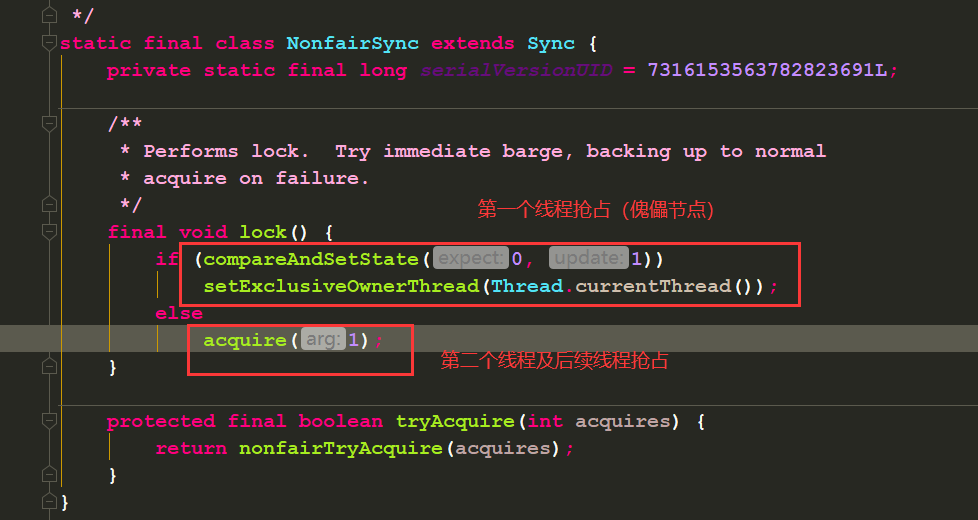 */
static final class NonfairSync extends Sync {
private static final long serialVersionUID = 7316153563782823691L;
/**
* Performs lock.  Try immediate barge, backing up to normal
* acquire on failure.
*/
第一个线程抢占（傀儡节点）
final void lock() {
if (compareAndSetState(expect:0, update:1))
setExclusiveOwnerThread(Thread.currentThread());
else
acquire(arg:1);
第二个线程及后续线程抢占
}
protected final boolean tryAcquire(int acquires) {
return nonfairTryAcquire(acquires);
}
}